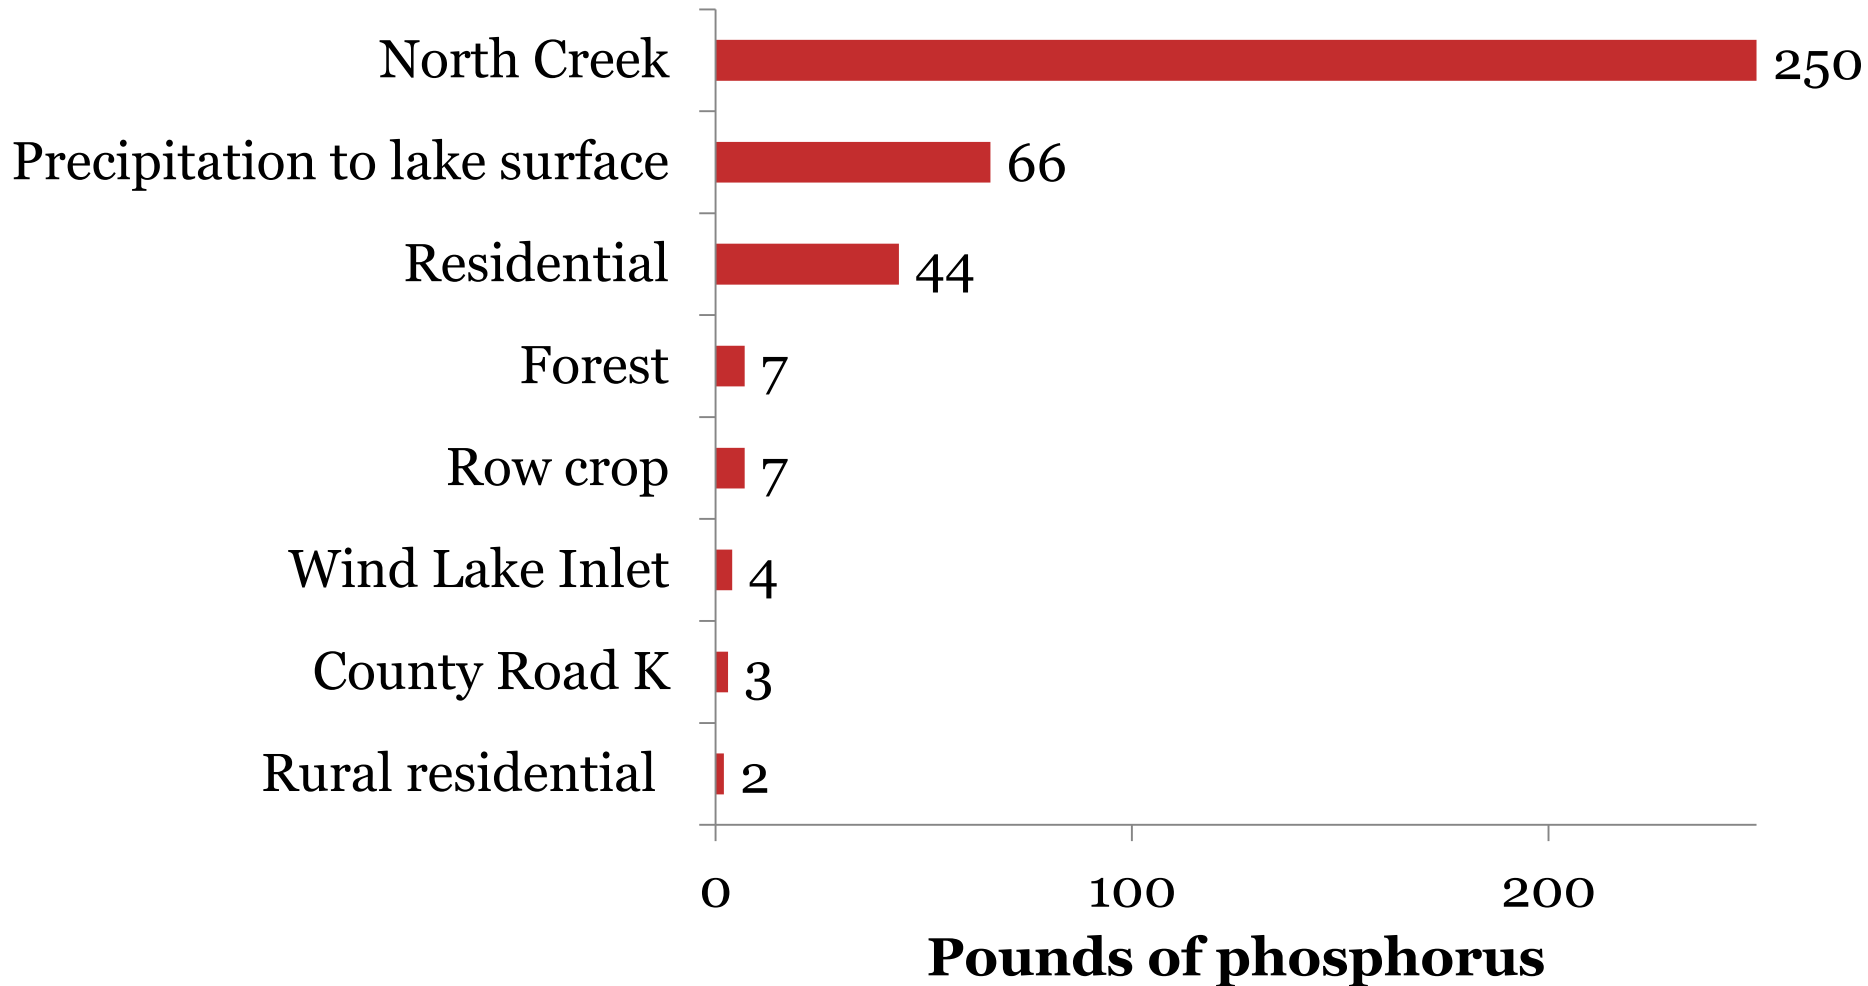 North Creek 250
Precipitation to lake surface 66
Residential 44
Forest 7
Row crop 7
Wind Lake Inlet 4
County Road K 3
Rural residential 2
0 100 200
Pounds of phosphorus